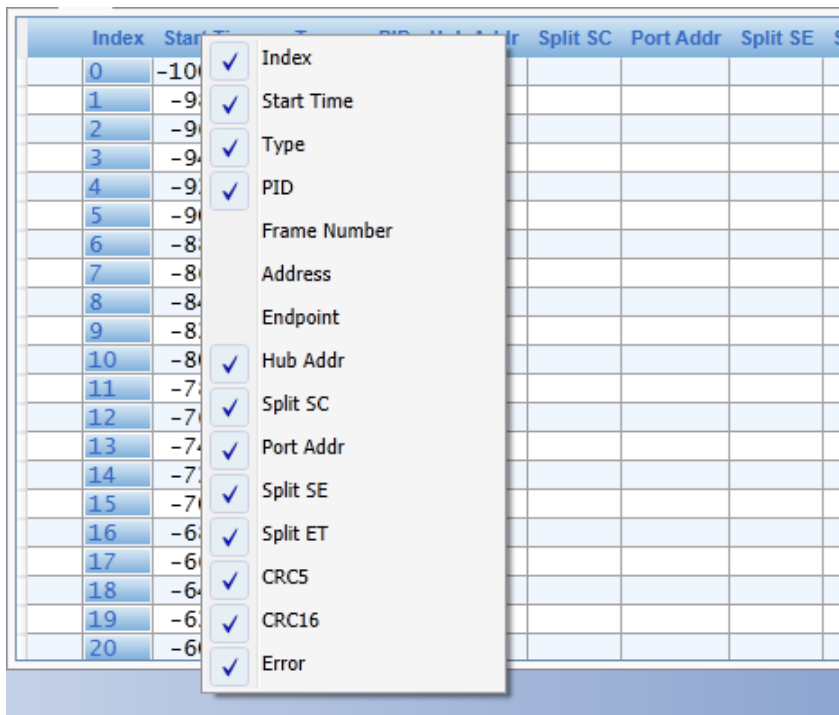 Index Split SC Port Addr Split SE
Index
Start Time
Type
PID
Frame Number
Address
Endpoint
Hub Addr
Split SC
Port Addr
Split SE
Split ET
CRC5
CRC16
Error
0
1
2
3
4
5
6
7
8
9
10
11
12
13
14
15
16
17
18
19
20